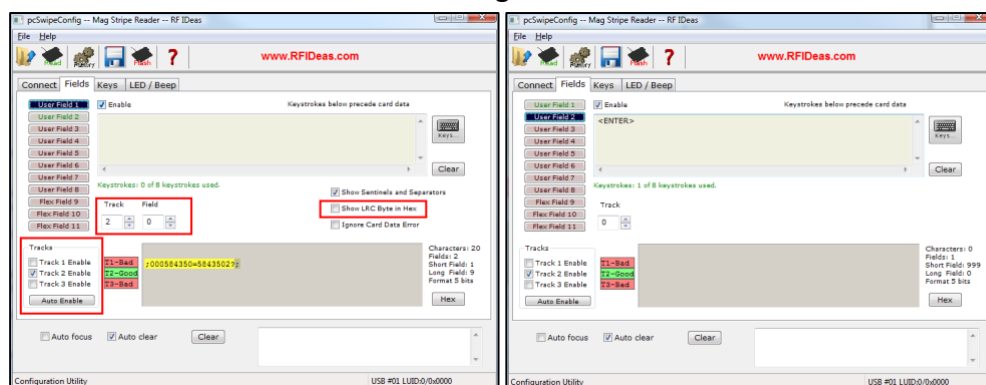 pcSwipeConfig -- Mag Stripe Reader -- RF IDeas
File Help
Read Memory Flash ?
www.RFIDeas.com
Connect Fields Keys LED / Beep
User Field 1
User Field 2
User Field 3
User Field 4
User Field 5
User Field 6
User Field 7
User Field 8
Flex Field 9
Flex Field 10
Flex Field 11
Enable
Keystrokes below precede card data
Keys...
Clear
Keystrokes: 0 of 8 keystrokes used.
Track Field
2 0
Show Sentinels and Separators
Show LRC Byte in Hex
Ignore Card Data Error
Tracks
Track 1 Enable
Track 2 Enable
Track 3 Enable
Auto Enable
T1-Bad
T2-Good
T3-Bad
;000584350=5843502?;
Characters: 20
Fields: 2
Short Field: 1
Long Field: 9
Format 5 bits
Hex
Auto focus Auto clear Clear
Configuration Utility USB #01 LUID:0/0x0000
pcSwipeConfig -- Mag Stripe Reader -- RF IDeas
File Help
Read Memory Flash ?
www.RFIDeas.com
Connect Fields Keys LED / Beep
User Field 1
User Field 2
User Field 3
User Field 4
User Field 5
User Field 6
User Field 7
User Field 8
Flex Field 9
Flex Field 10
Flex Field 11
Enable
Keystrokes below precede card data
<ENTER>
Keys...
Clear
Keystrokes: 1 of 8 keystrokes used.
Track
0
Tracks
Track 1 Enable
Track 2 Enable
Track 3 Enable
Auto Enable
T1-Bad
T2-Good
T3-Bad
Characters: 0
Fields: 1
Short Field: 999
Long Field: 0
Format 5 bits
Hex
Auto focus Auto clear Clear
Configuration Utility USB #01 LUID:0/0x0000